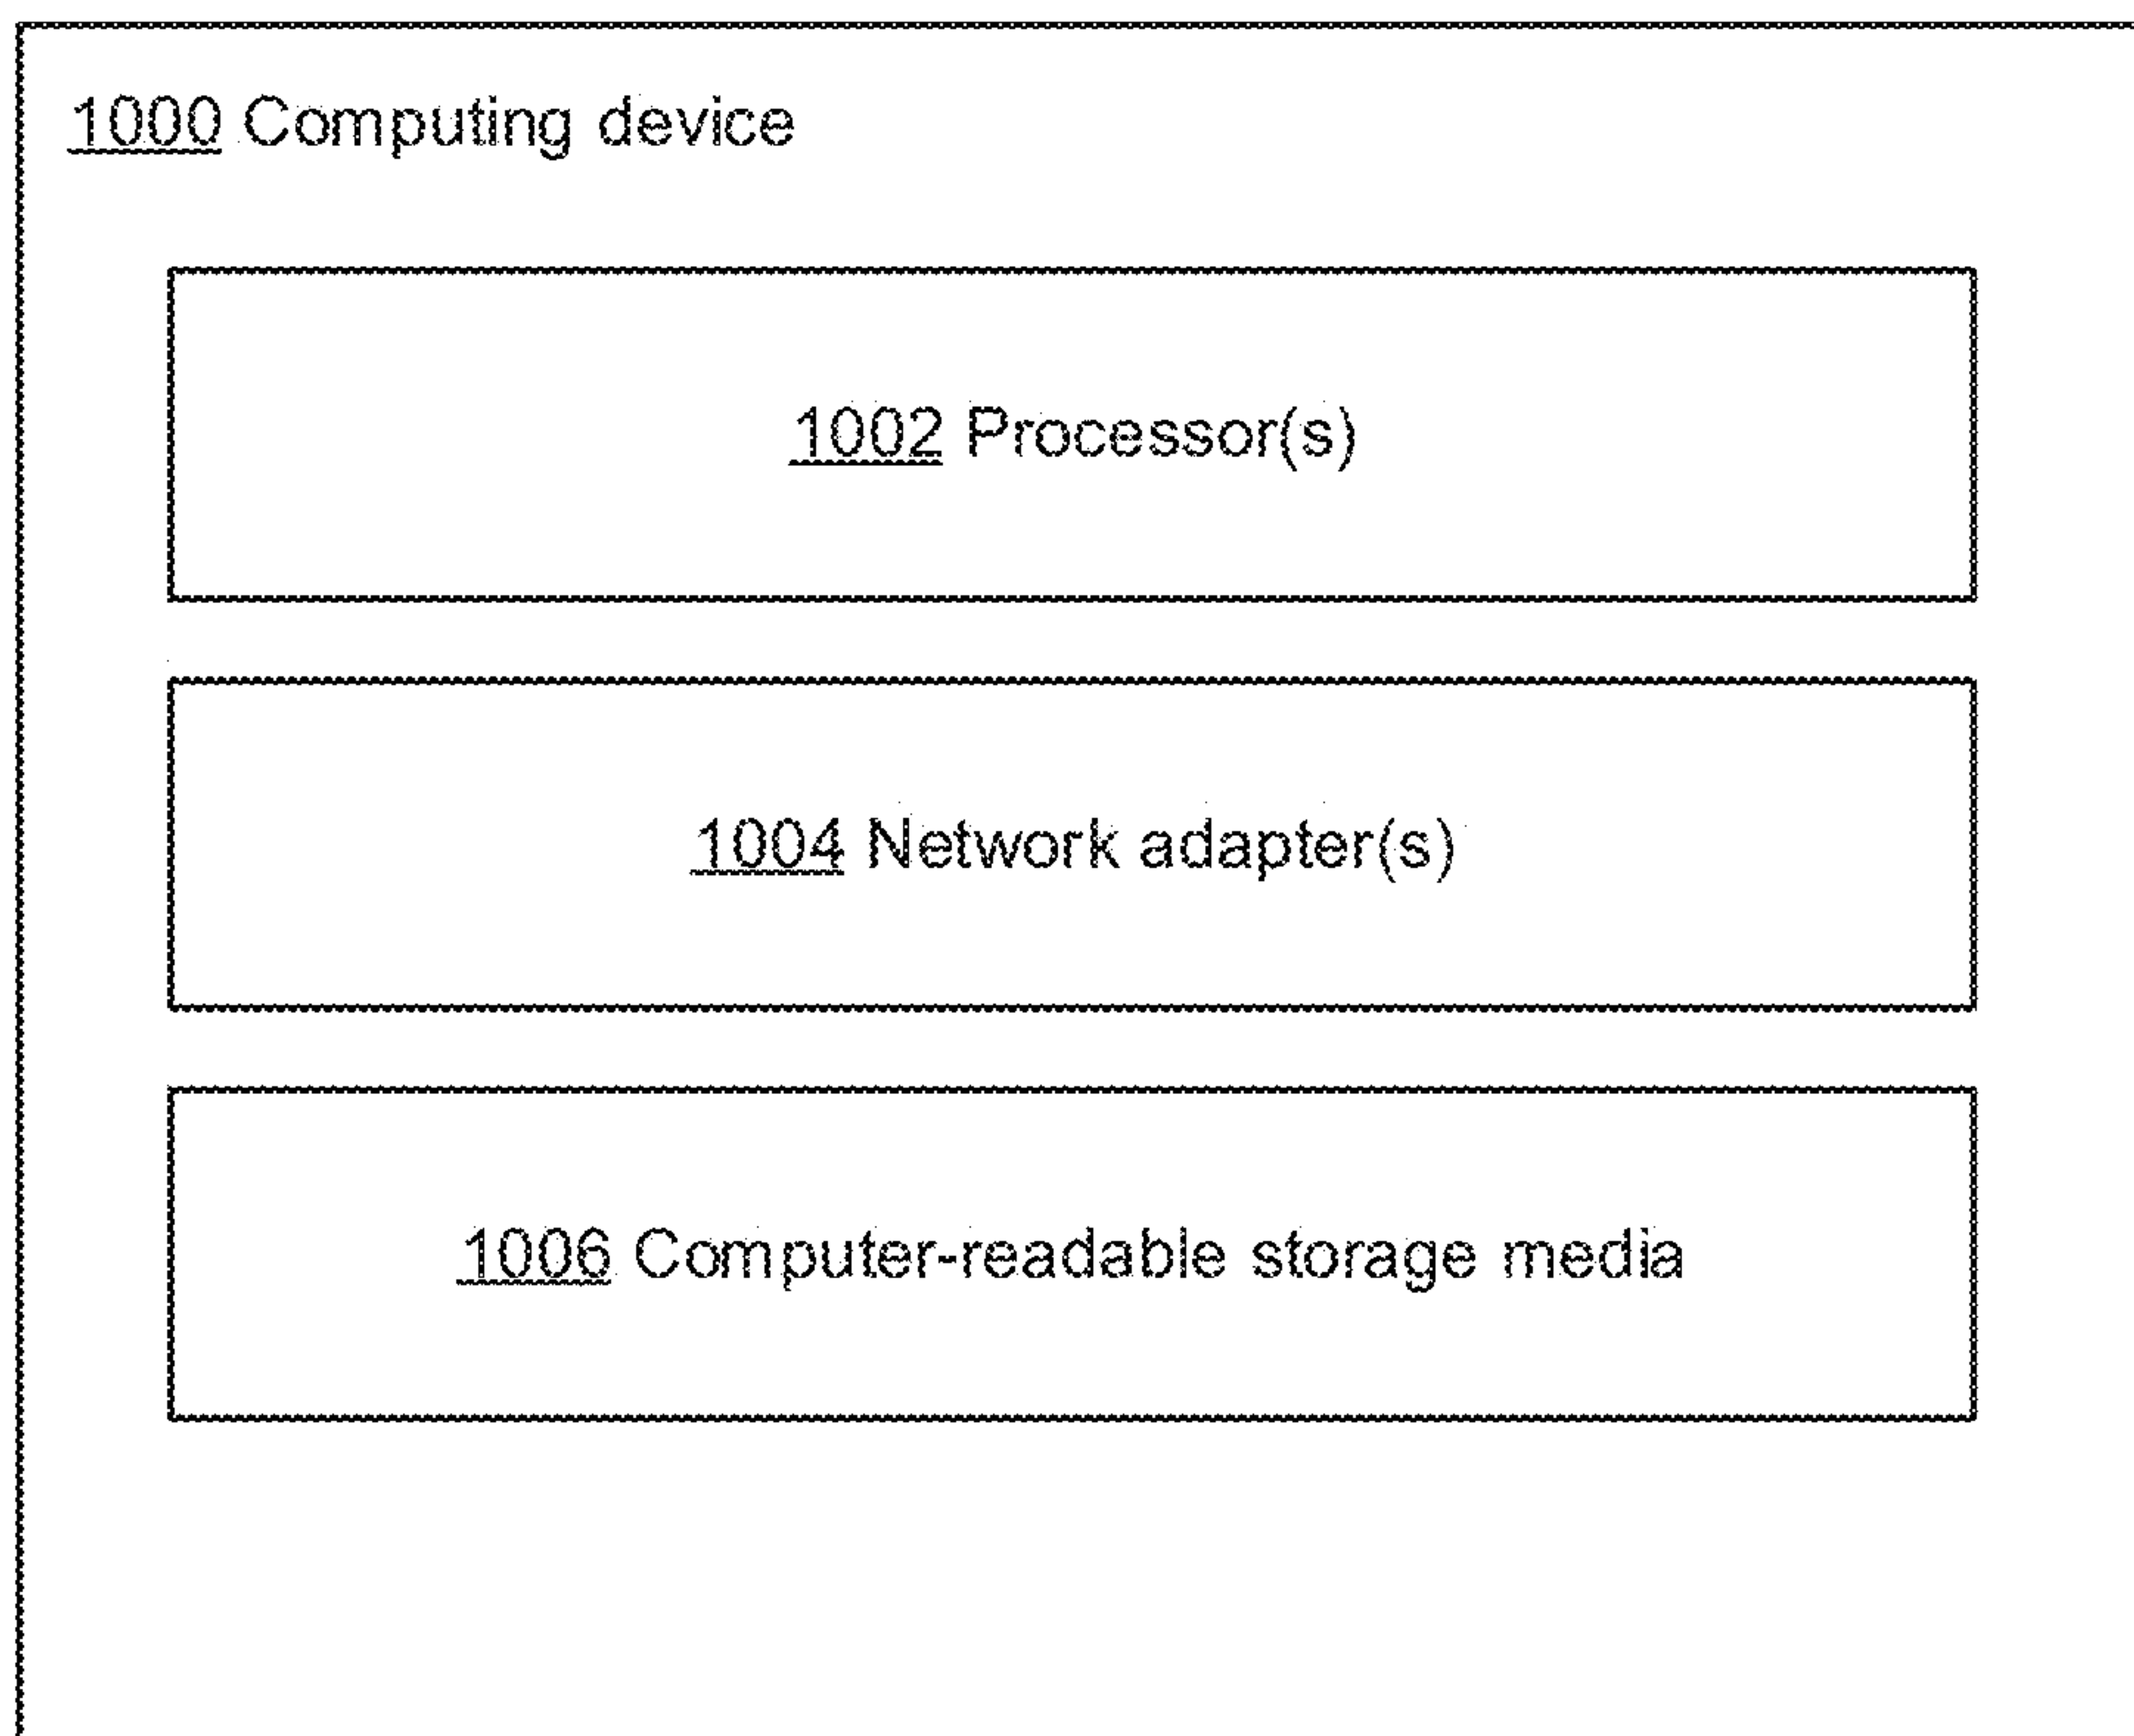 1000 Computing device
1002 Processor(s)
1004 Network adapter(s)
1006 Computer-readable storage media